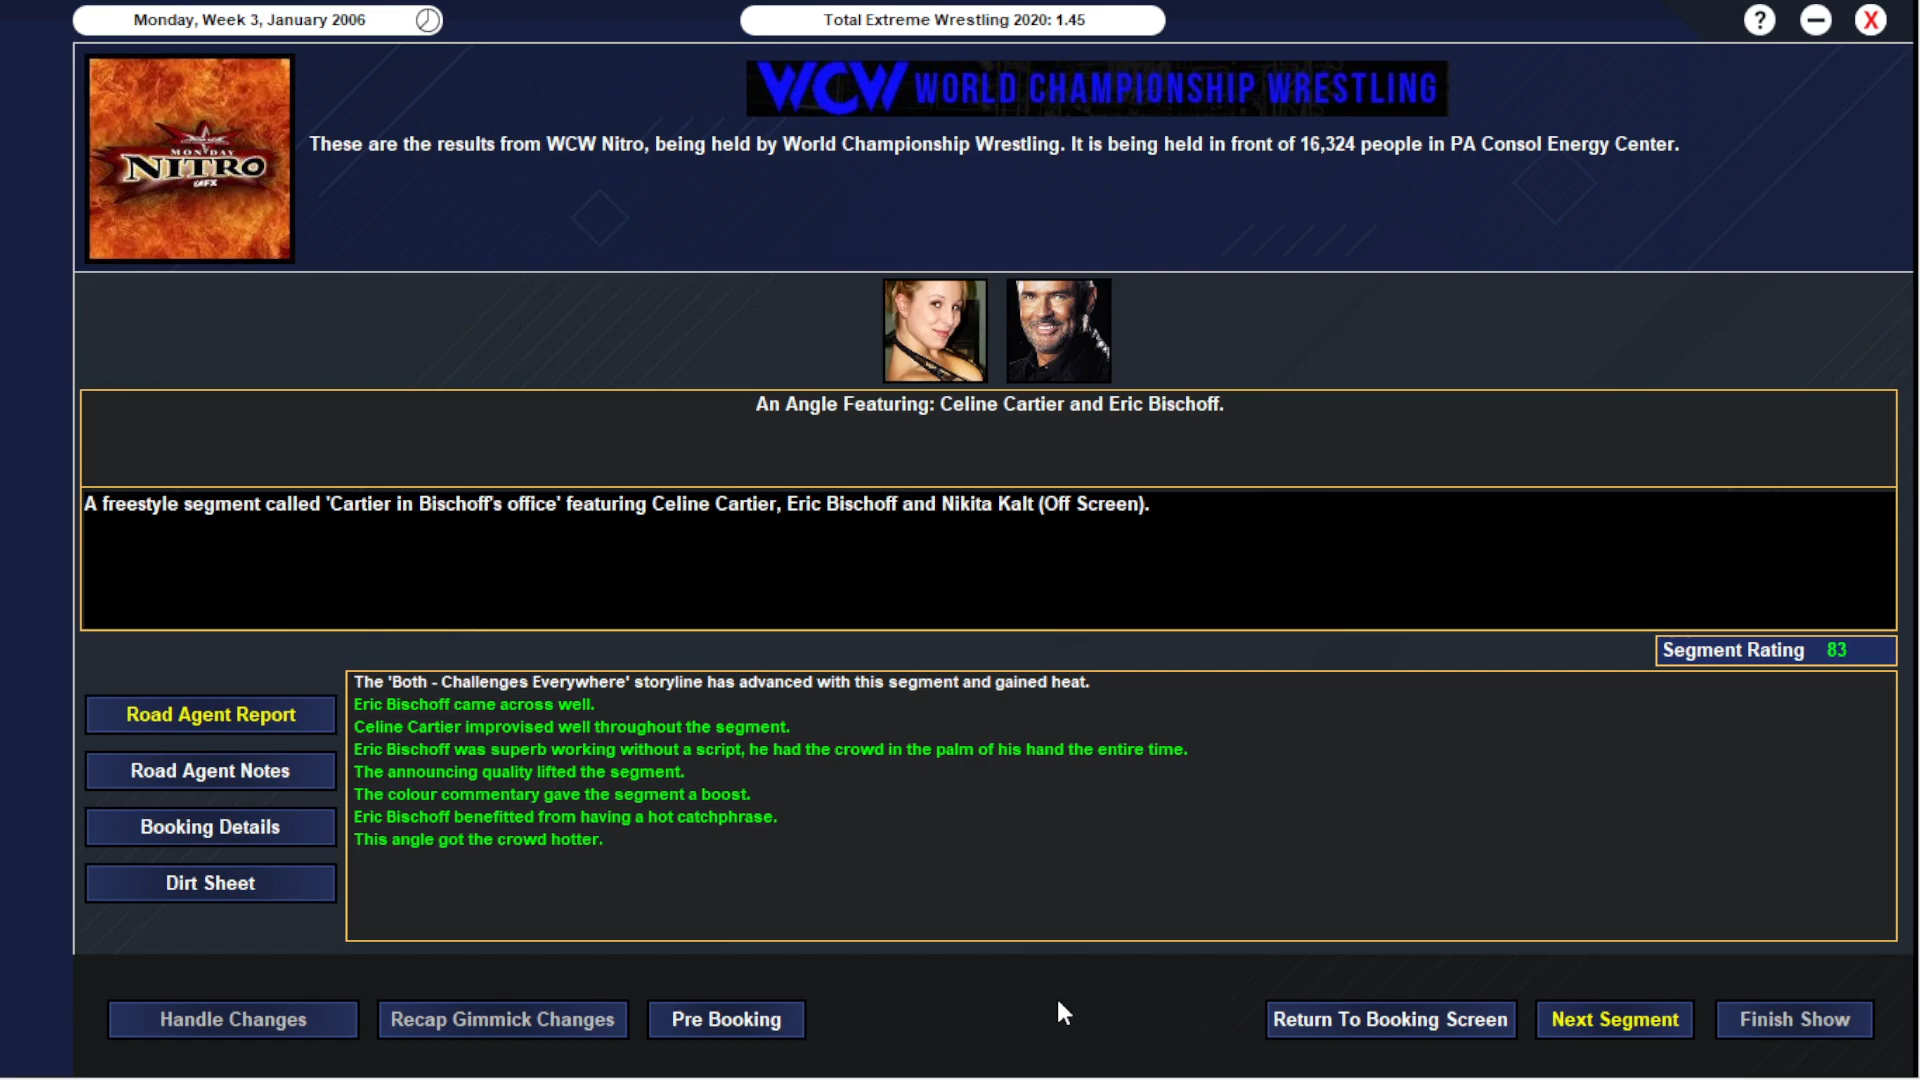 Monday, Week 3, January 2006
Total Extreme Wrestling 2020: 1.45
?
X
WCW WORLD CHAMPIONSHIP WRESTLING
MONDAY
NITRO
These are the results from WCW Nitro, being held by World Championship Wrestling. It is being held in front of 16,324 people in PA Consol Energy Center.
An Angle Featuring: Celine Cartier and Eric Bischoff.
A freestyle segment called 'Cartier in Bischoff's office' featuring Celine Cartier, Eric Bischoff and Nikita Kalt (Off Screen).
Segment Rating 83
The 'Both - Challenges Everywhere' storyline has advanced with this segment and gained heat.
Eric Bischoff came across well.
Celine Cartier improvised well throughout the segment.
Eric Bischoff was superb working without a script, he had the crowd in the palm of his hand the entire time.
The announcing quality lifted the segment.
The colour commentary gave the segment a boost.
Eric Bischoff benefitted from having a hot catchphrase.
This angle got the crowd hotter.
Road Agent Report
Road Agent Notes
Booking Details
Dirt Sheet
Handle Changes
Recap Gimmick Changes
Pre Booking
Return To Booking Screen
Next Segment
Finish Show